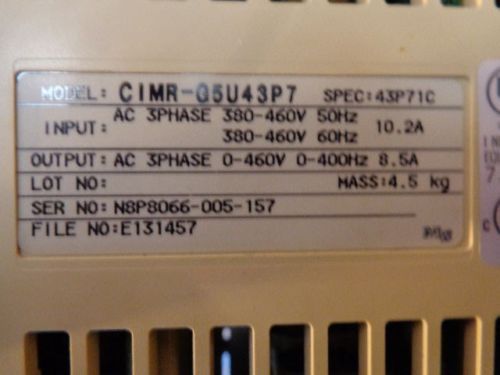 MODEL: CIMR-G5U43P7 SPEC:43P71C
INPUT: AC 3PHASE 380-460V 50Hz 10.2A
380-460V 60Hz
OUTPUT: AC 3PHASE 0-460V 0-400Hz 8.5A
LOT NO: MASS:4.5 kg
SER NO: N8P8066-005-157
FILE NO:E131457